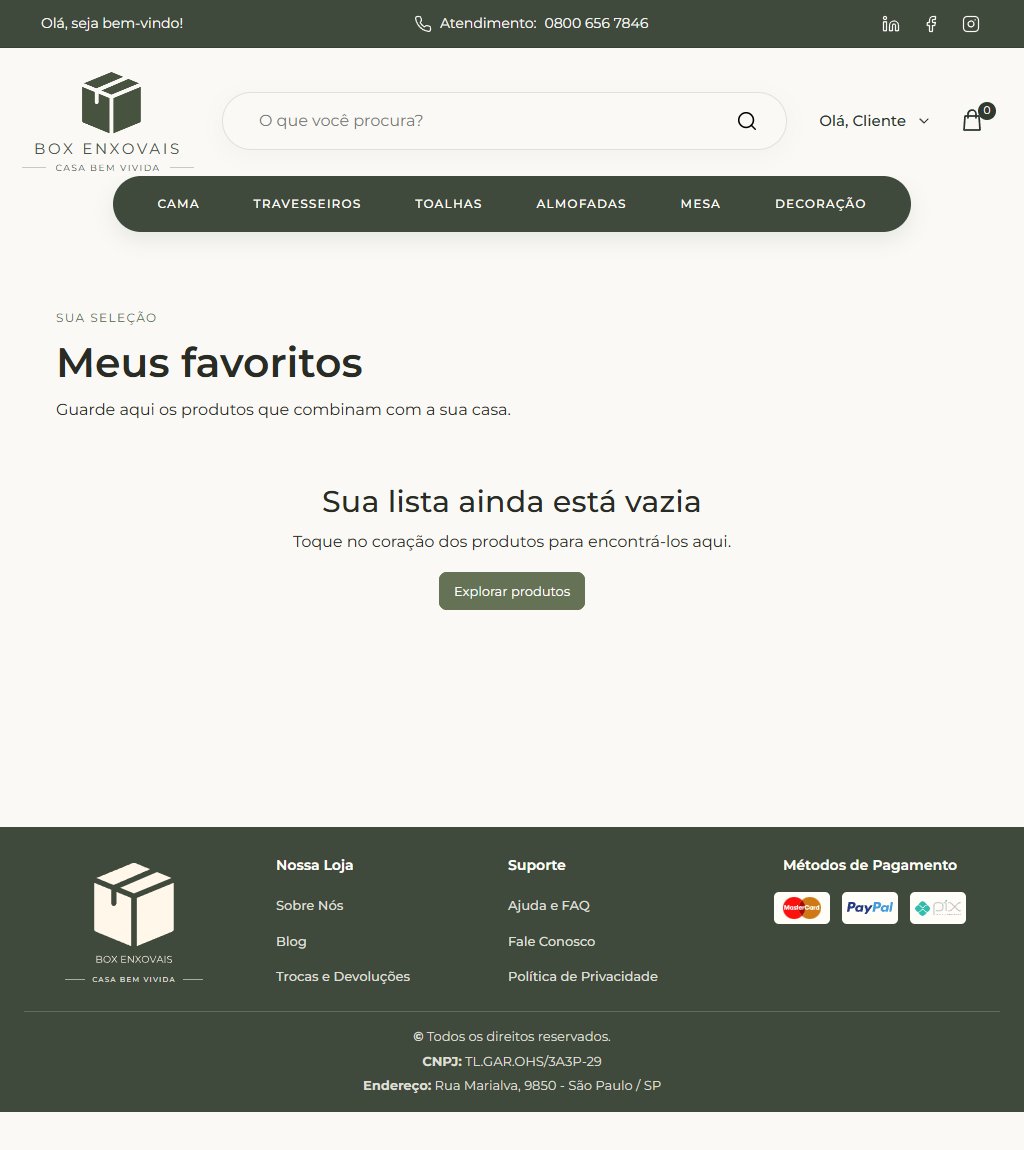 Olá, seja bem-vindo!
Atendimento: 0800 656 7846
BOX ENXOVAIS
CASA BEM VIVIDA
O que você procura?
Olá, Cliente
0
CAMA
TRAVESSEIROS
TOALHAS
ALMOFADAS
MESA
DECORAÇÃO
SUA SELEÇÃO
Meus favoritos
Guarde aqui os produtos que combinam com a sua casa.
Sua lista ainda está vazia
Toque no coração dos produtos para encontrá-los aqui.
Explorar produtos
BOX ENXOVAIS
CASA BEM VIVIDA
Nossa Loja
Sobre Nós
Blog
Trocas e Devoluções
Suporte
Ajuda e FAQ
Fale Conosco
Política de Privacidade
Métodos de Pagamento
MasterCard
PayPal
pix
© Todos os direitos reservados.
CNPJ: TL.GAR.OHS/3A3P-29
Endereço: Rua Marialva, 9850 - São Paulo / SP